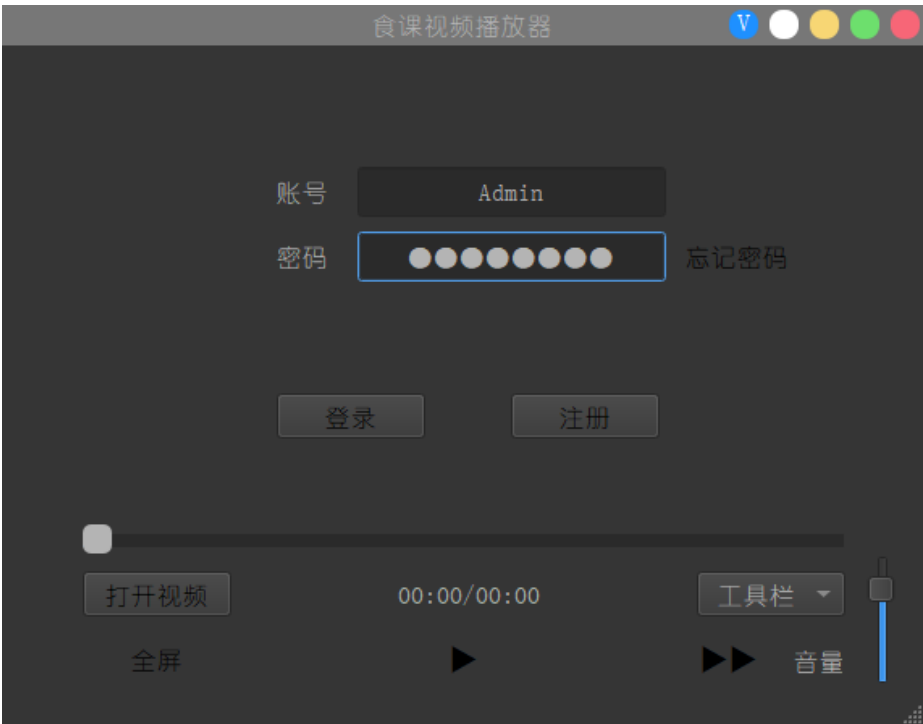 食课视频播放器 V
账号 Admin
密码 ●●●●●●●● 忘记密码
登录 注册
打开视频 00:00/00:00 工具栏
全屏 音量